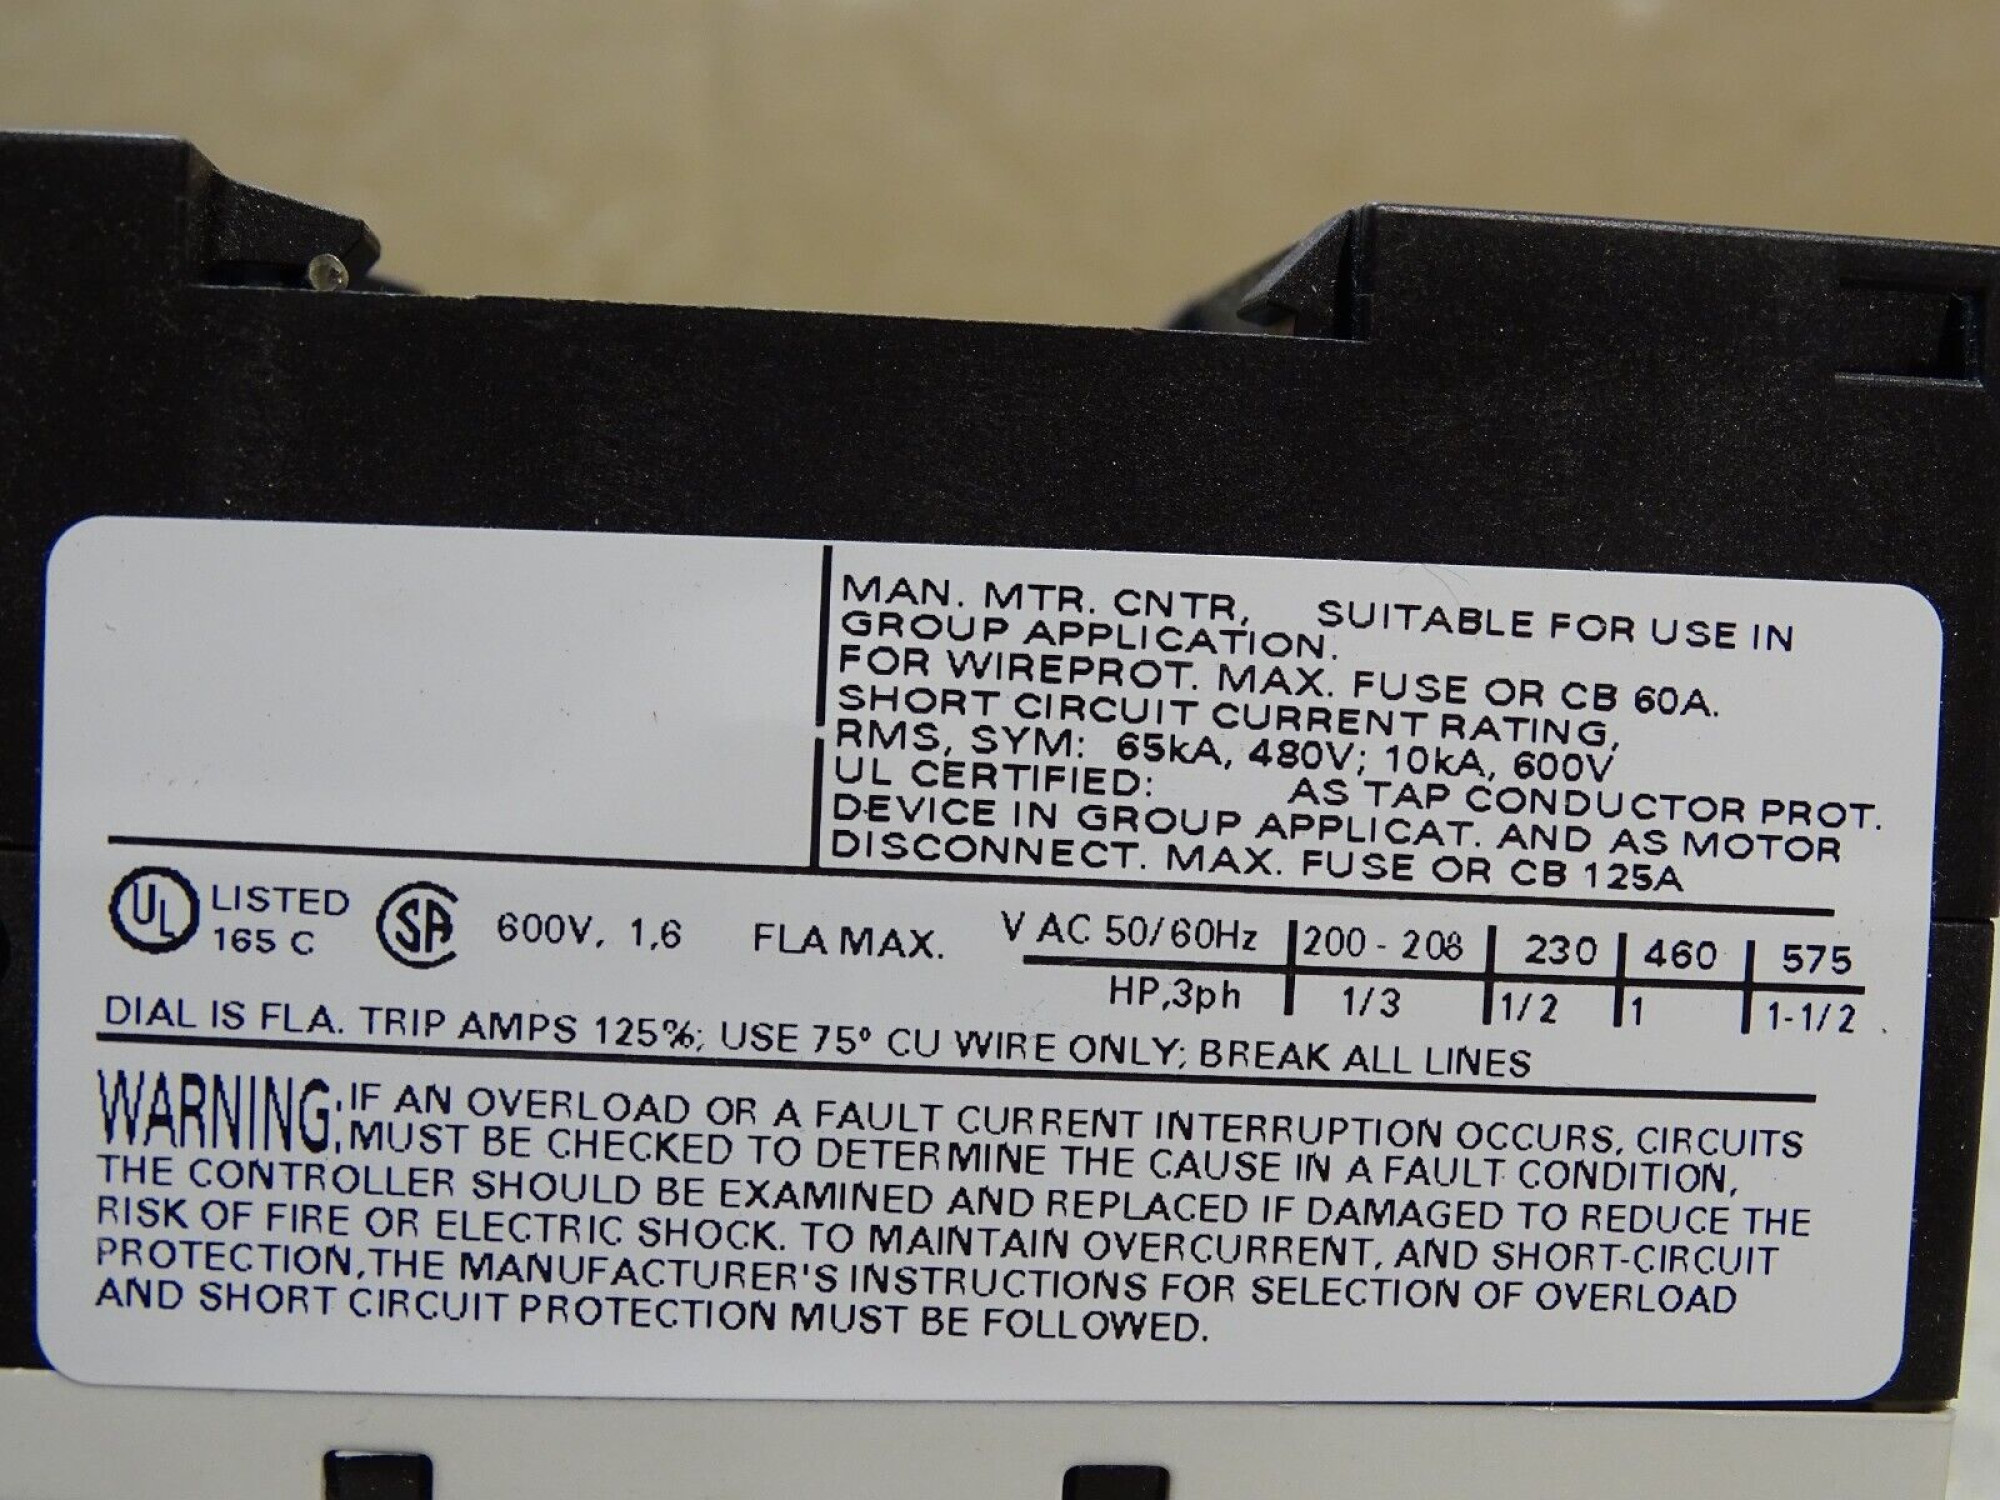 MAN. MTR. CNTR, SUITABLE FOR USE IN
GROUP APPLICATION.
FOR WIREPROT. MAX. FUSE OR CB 60A.
SHORT CIRCUIT CURRENT RATING,
RMS, SYM: 65kA, 480V; 10kA, 600V
UL CERTIFIED: AS TAP CONDUCTOR PROT.
DEVICE IN GROUP APPLICAT. AND AS MOTOR
DISCONNECT. MAX. FUSE OR CB 125A
UL LISTED 165 C SA 600V, 1,6 FLA MAX.
V AC 50/60Hz 200 - 208 230 460 575
HP,3ph 1/3 1/2 1 1-1/2
DIAL IS FLA. TRIP AMPS 125%; USE 75° CU WIRE ONLY; BREAK ALL LINES
WARNING: IF AN OVERLOAD OR A FAULT CURRENT INTERRUPTION OCCURS, CIRCUITS
MUST BE CHECKED TO DETERMINE THE CAUSE IN A FAULT CONDITION,
THE CONTROLLER SHOULD BE EXAMINED AND REPLACED IF DAMAGED TO REDUCE THE
RISK OF FIRE OR ELECTRIC SHOCK. TO MAINTAIN OVERCURRENT, AND SHORT-CIRCUIT
PROTECTION, THE MANUFACTURER'S INSTRUCTIONS FOR SELECTION OF OVERLOAD
AND SHORT CIRCUIT PROTECTION MUST BE FOLLOWED.